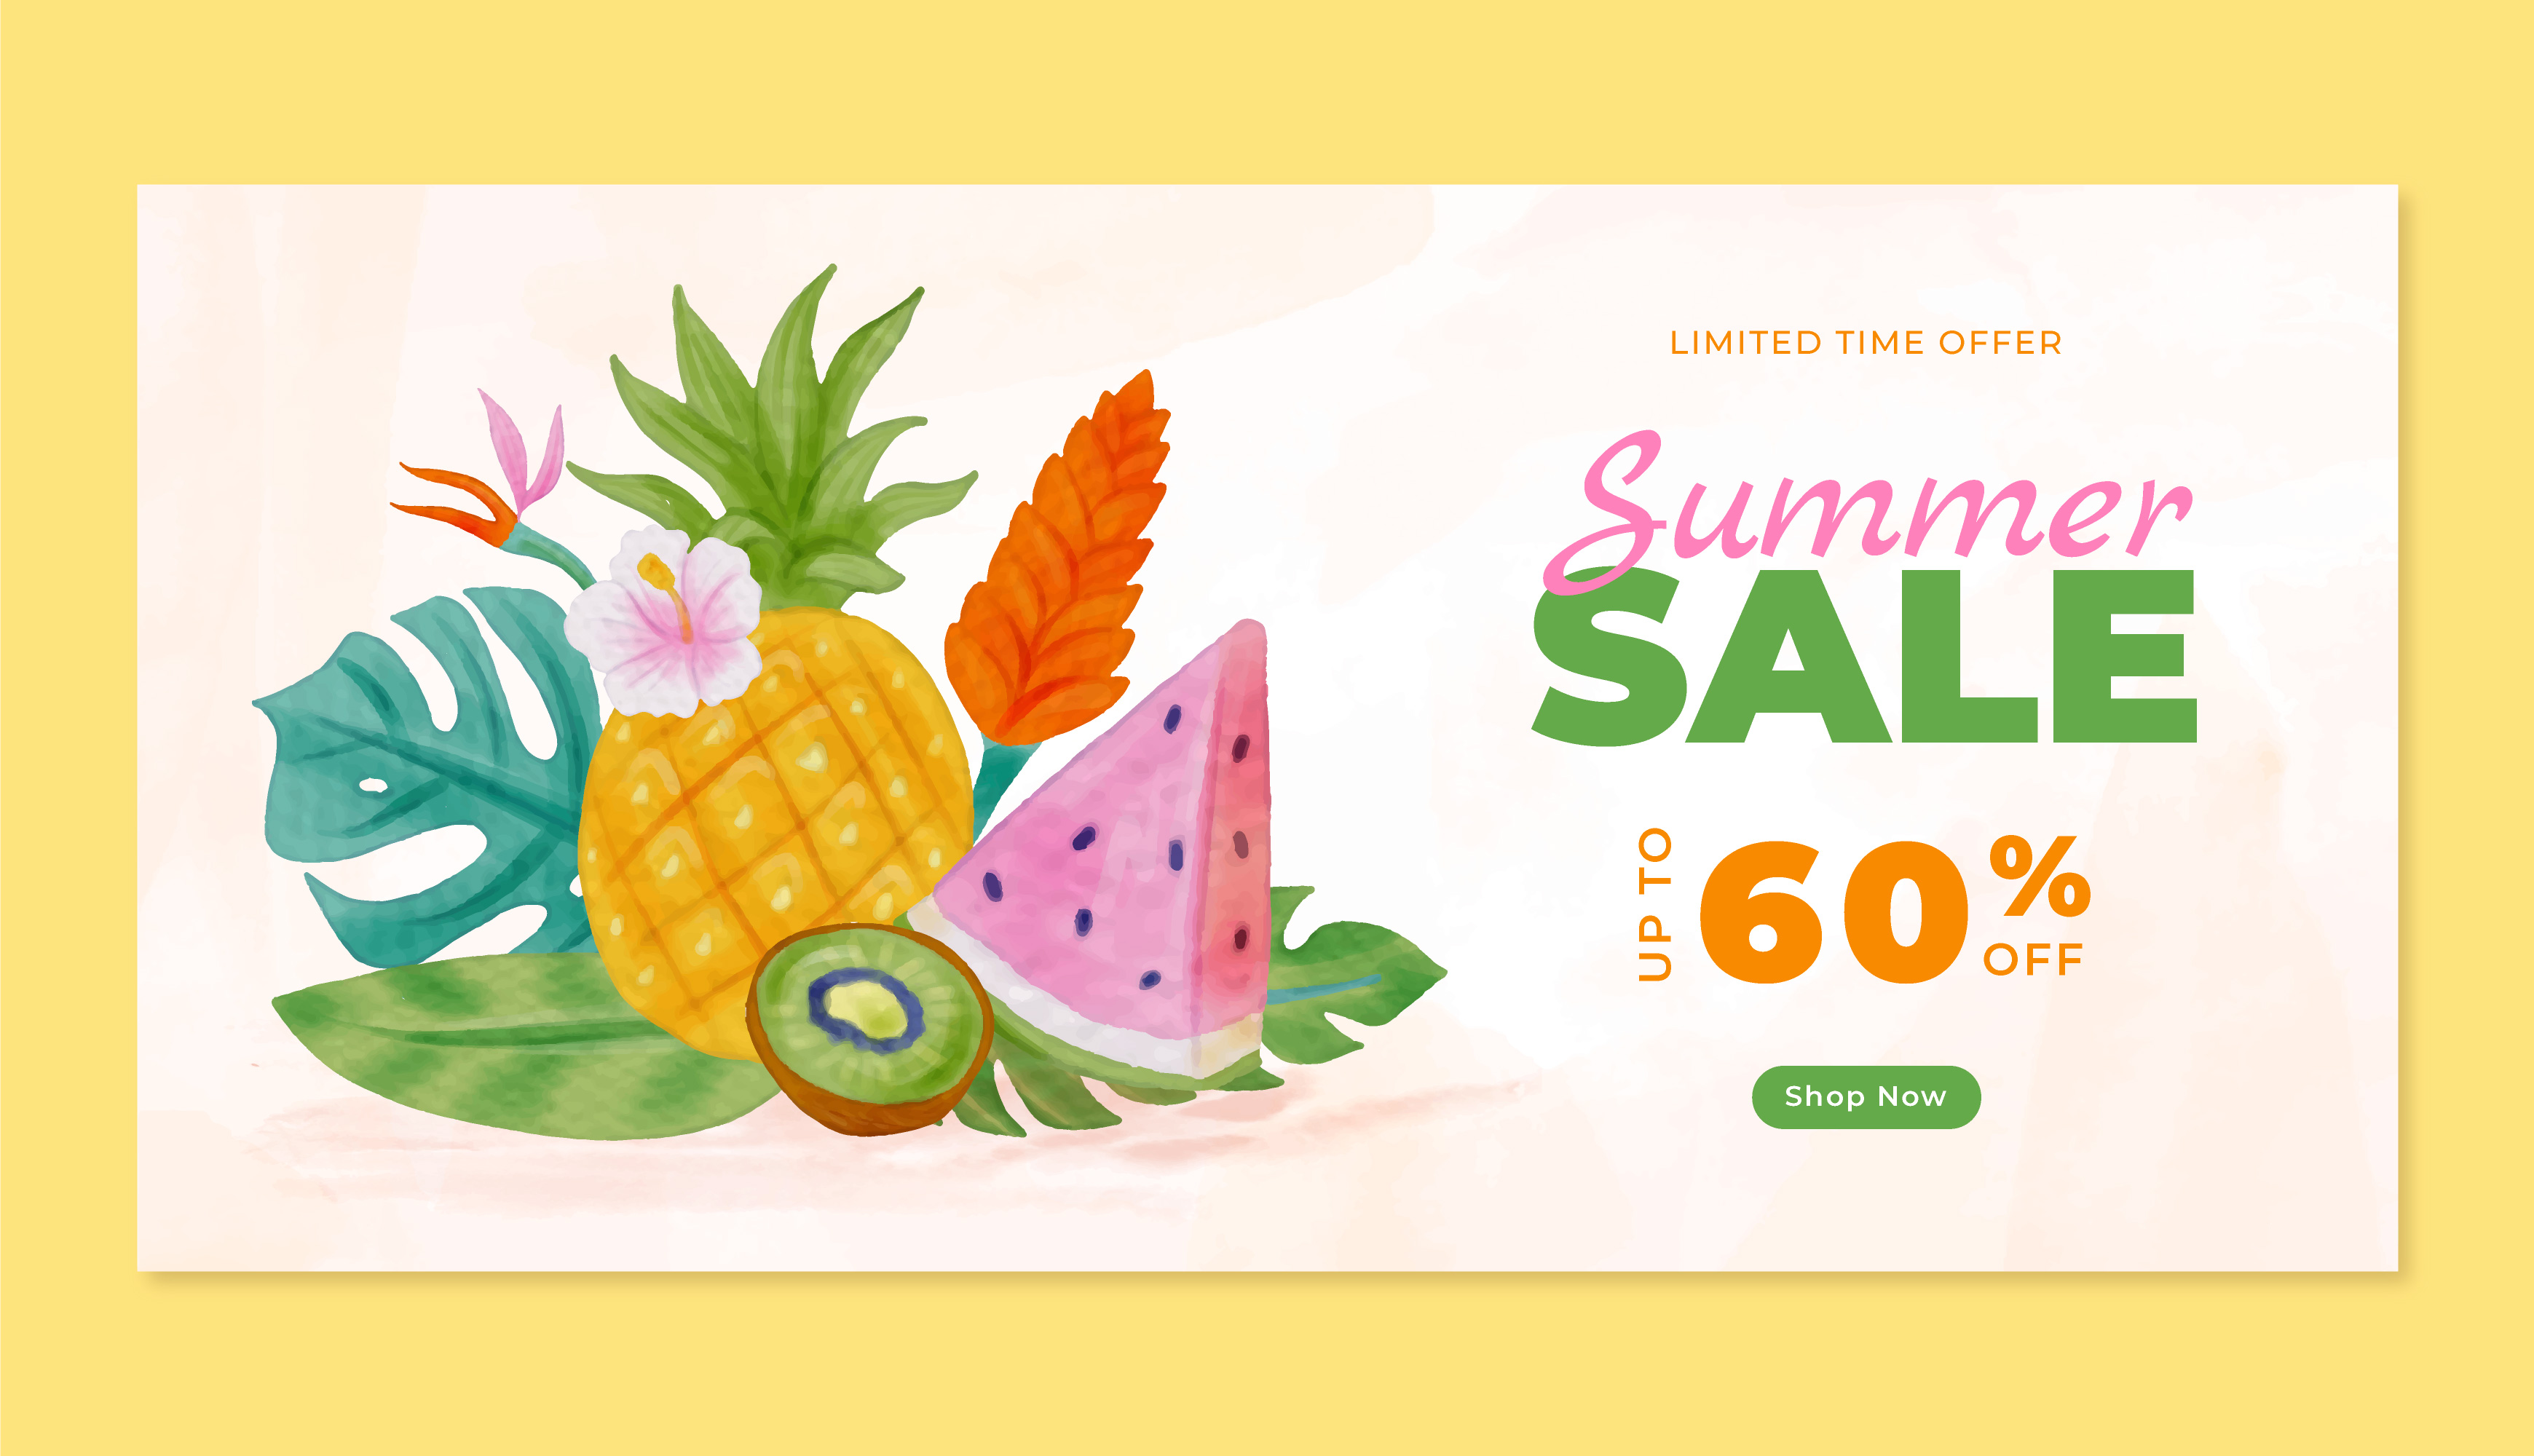 LIMITED TIME OFFER
Summer
SALE
UP TO
60%
OFF
Shop Now